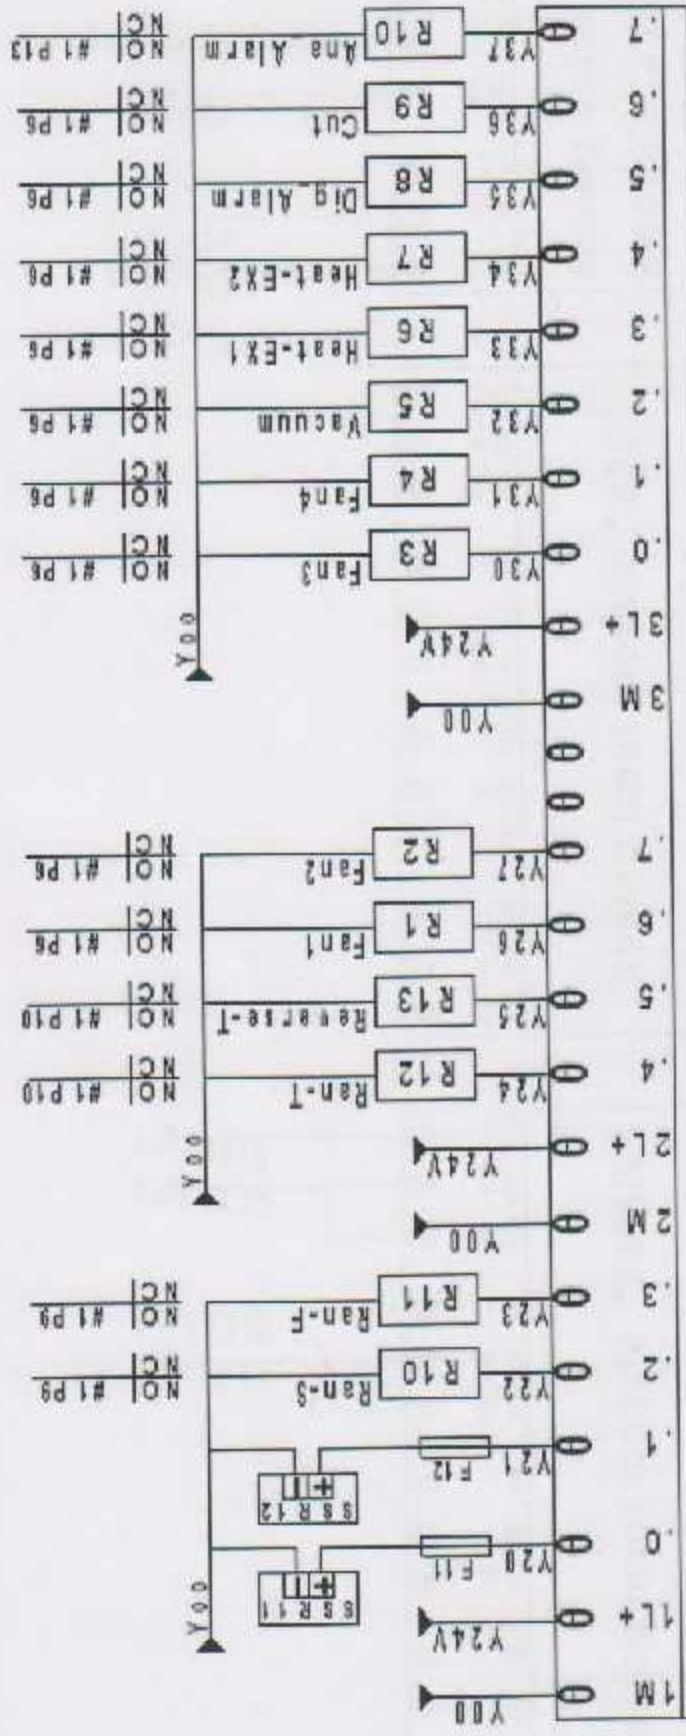 1M Y00
1L+ Y24V
Y00
.0 Y20 F11
+ -
SSR11
.1 Y21 F12
+ -
SSR12
.2 Y22 R10 Ran-S NO #1 P9
NC
.3 Y23 R11 Ran-F NO #1 P9
NC
2M Y00
2L+ Y24V
Y00
.4 Y24 R12 Ran-T NO #1 P10
NC
.5 Y25 R13 Reverse-T NO #1 P10
NC
.6 Y26 R1 Fan1 NO #1 P6
NC
.7 Y27 R2 Fan2 NO #1 P6
NC
3M Y00
3L+ Y24V
Y00
.0 Y30 R3 Fan3 NO #1 P6
NC
.1 Y31 R4 Fan4 NO #1 P6
NC
.2 Y32 R5 Vacuum NO #1 P6
NC
.3 Y33 R6 Heat-EX1 NO #1 P6
NC
.4 Y34 R7 Heat-EX2 NO #1 P6
NC
.5 Y35 R8 Dig_Alarm NO #1 P6
NC
.6 Y36 R9 Cut NO #1 P6
NC
.7 Y37 R10 Ana_Alarm NO #1 P13
NC